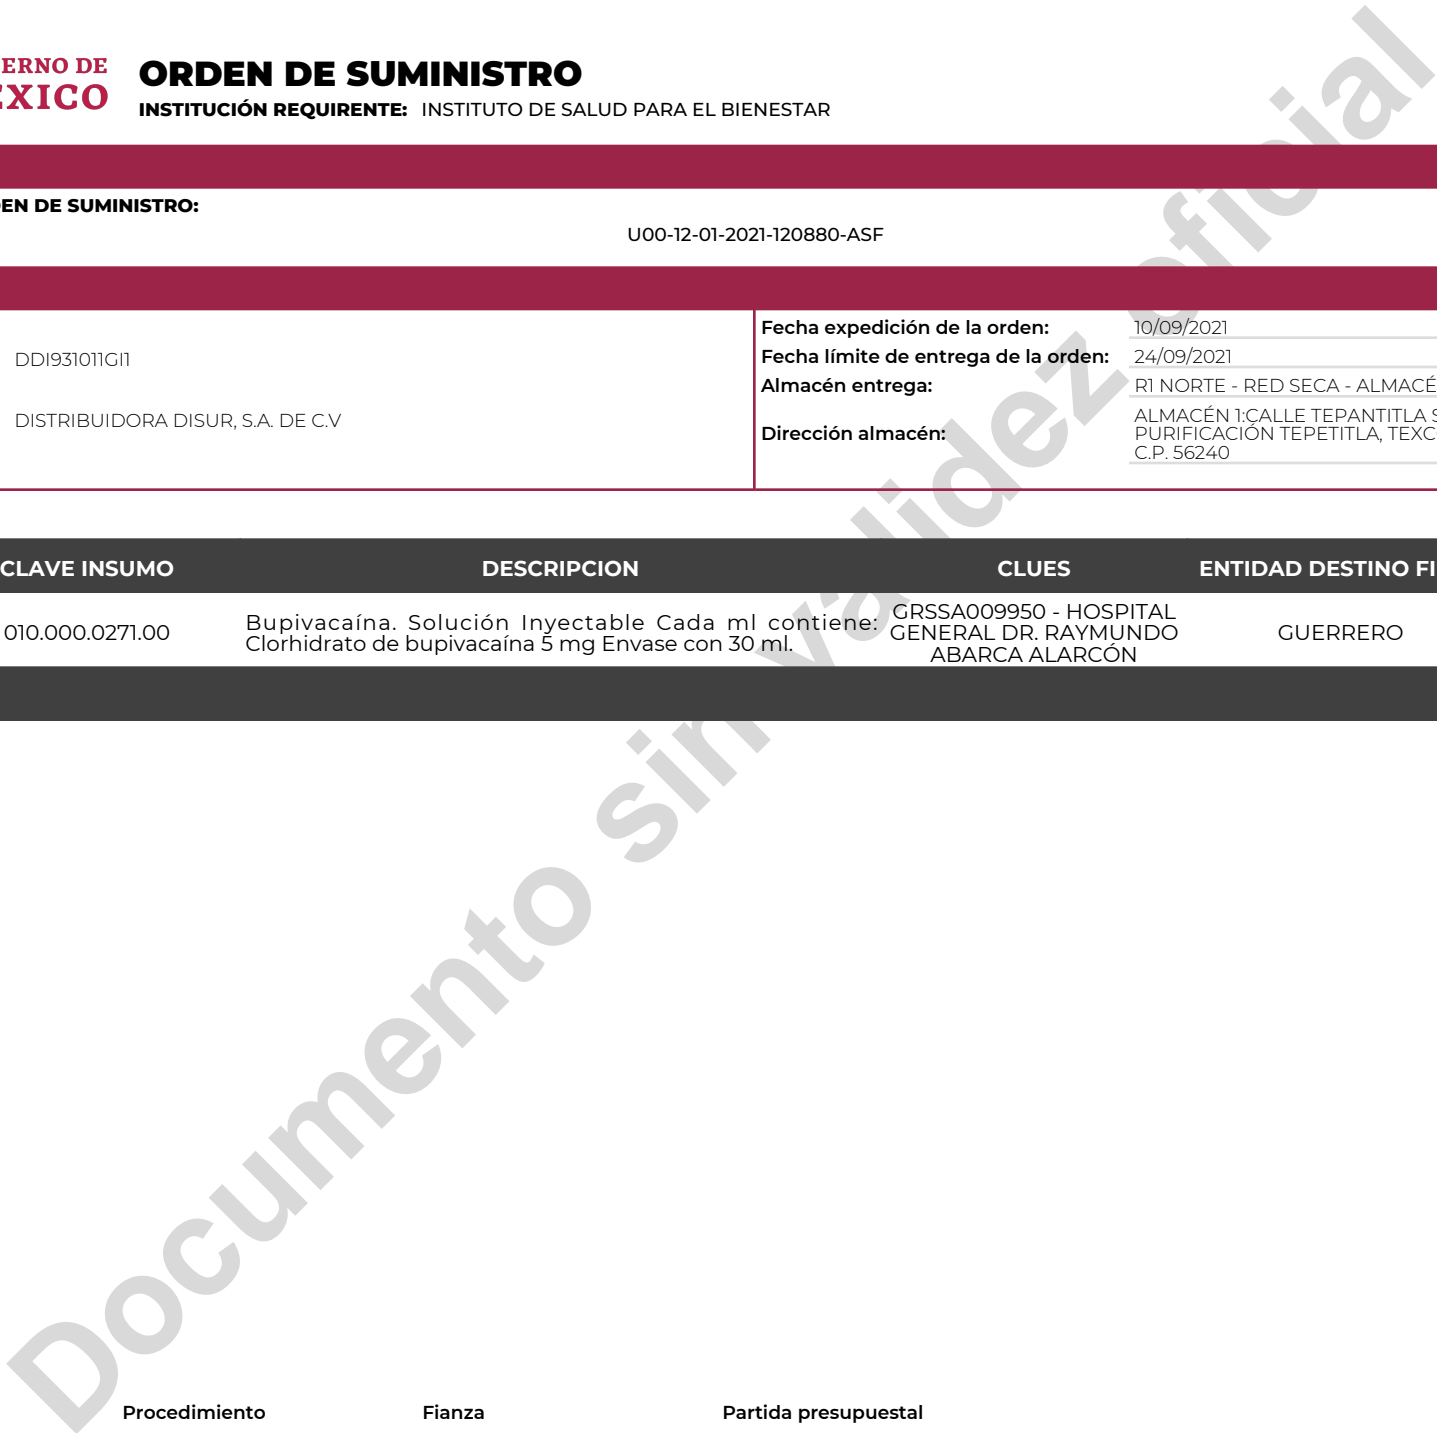 ERNO DE
EXICO
ORDEN DE SUMINISTRO
INSTITUCIÓN REQUIRENTE: INSTITUTO DE SALUD PARA EL BIENESTAR
EN DE SUMINISTRO:
U00-12-01-2021-120880-ASF
DDI931011GI1
DISTRIBUIDORA DISUR, S.A. DE C.V
Fecha expedición de la orden: 10/09/2021
Fecha límite de entrega de la orden: 24/09/2021
Almacén entrega: R1 NORTE - RED SECA - ALMACÉ
Dirección almacén:
ALMACÉN 1:CALLE TEPANTITLA S
PURIFICACIÓN TEPETITLA, TEXC
C.P. 56240
CLAVE INSUMO DESCRIPCION CLUES ENTIDAD DESTINO FI
010.000.0271.00
Bupivacaína. Solución Inyectable Cada ml contiene:
Clorhidrato de bupivacaína 5 mg Envase con 30 ml.
GRSSA009950 - HOSPITAL
GENERAL DR. RAYMUNDO
ABARCA ALARCÓN
GUERRERO
Documento sin validez oficial
Procedimiento Fianza Partida presupuestal